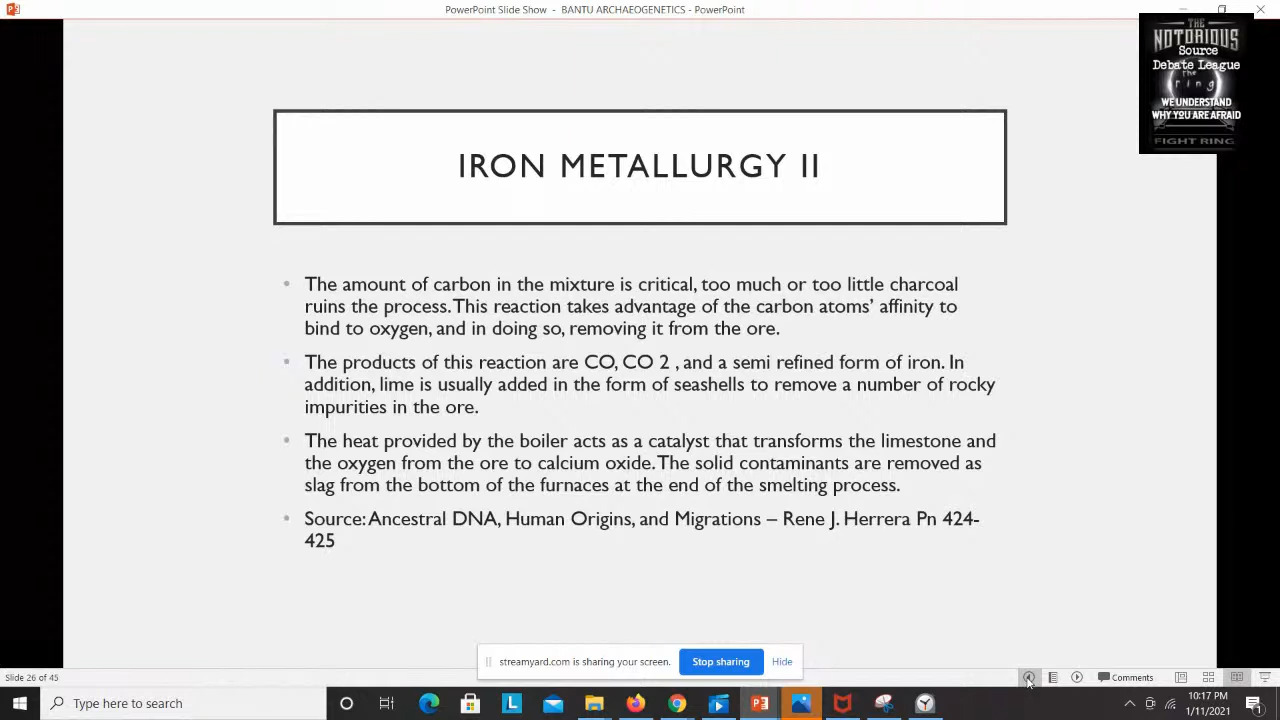 PowerPoint Slide Show - BANTU ARCHAEOGENETICS - PowerPoint
THE
NOTORIOUS
Source
Debate League
the
ring
WE UNDERSTAND
WHY YOU ARE AFRAID
FIGHT RING
IRON METALLURGY II
• The amount of carbon in the mixture is critical, too much or too little charcoal
ruins the process. This reaction takes advantage of the carbon atoms' affinity to
bind to oxygen, and in doing so, removing it from the ore.
• The products of this reaction are CO, CO 2 , and a semi refined form of iron. In
addition, lime is usually added in the form of seashells to remove a number of rocky
impurities in the ore.
• The heat provided by the boiler acts as a catalyst that transforms the limestone and
the oxygen from the ore to calcium oxide. The solid contaminants are removed as
slag from the bottom of the furnaces at the end of the smelting process.
• Source: Ancestral DNA, Human Origins, and Migrations – Rene J. Herrera Pn 424-
425
streamyard.com is sharing your screen. Stop sharing Hide
Slide 26 of 45 Comments
Type here to search
10:17 PM
1/11/2021